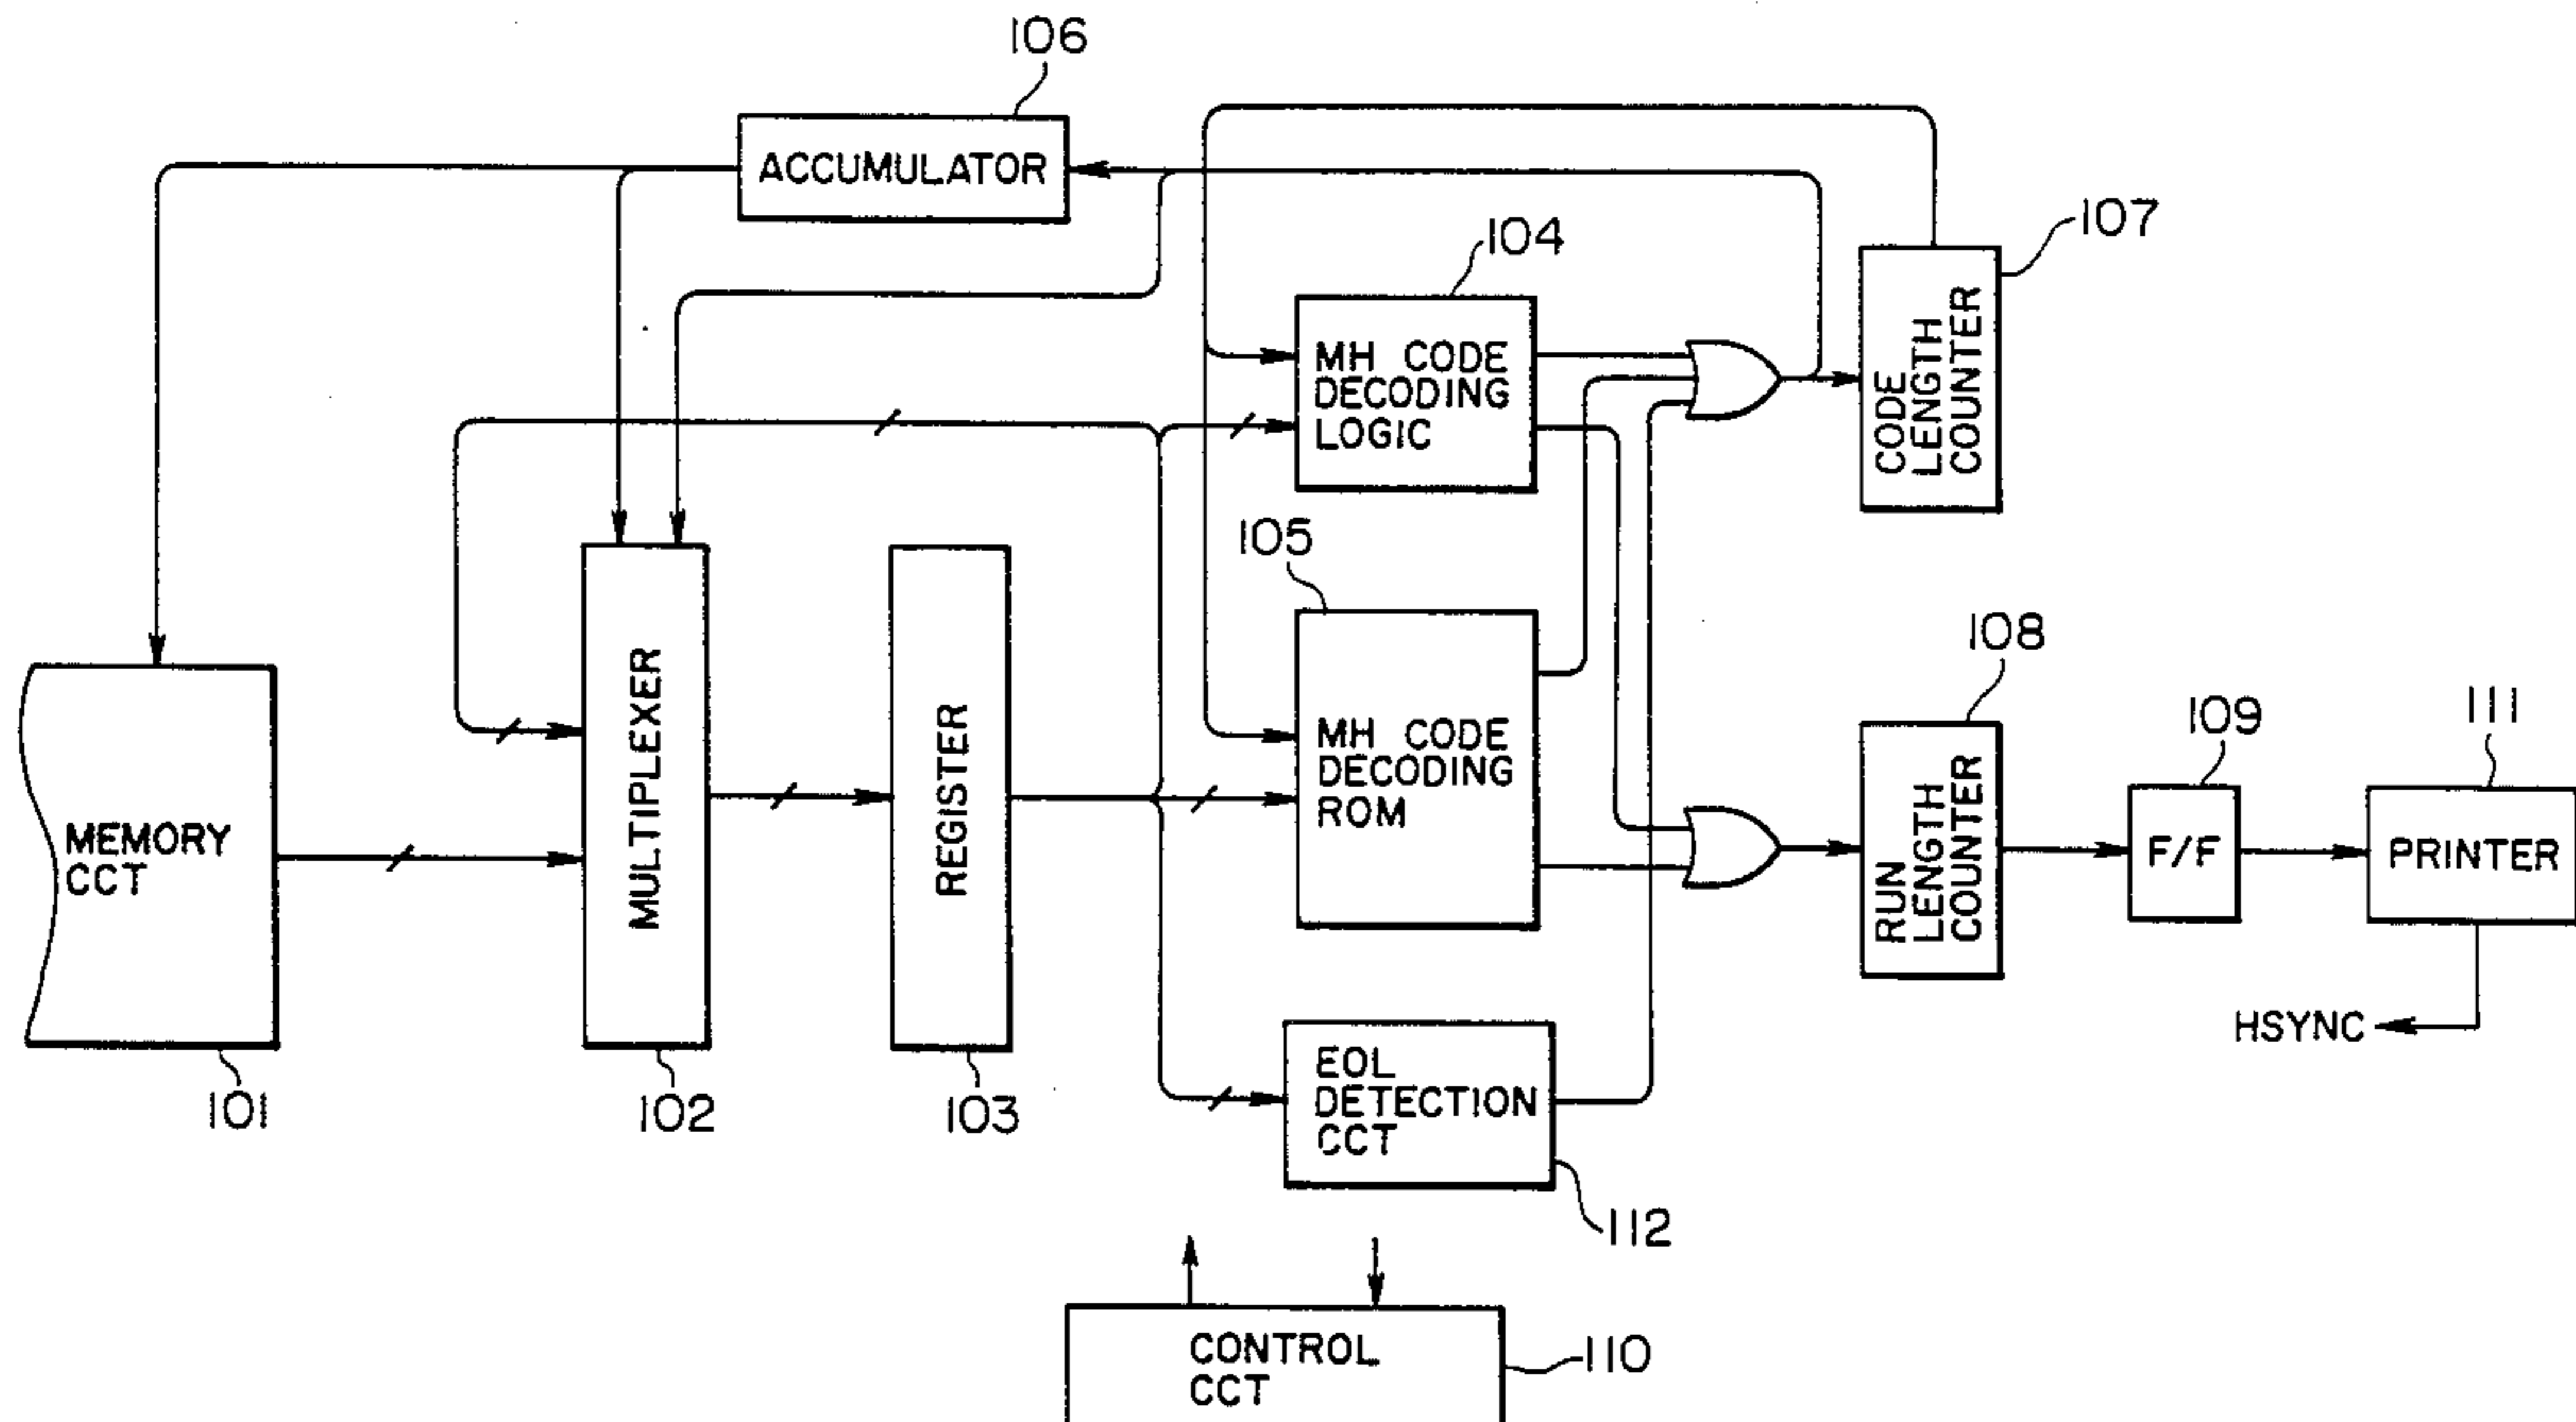 106
ACCUMULATOR
107
104
MH CODE
DECODING
LOGIC
CODE
LENGTH
COUNTER
105
MH CODE
DECODING
ROM
108
RUN
LENGTH
COUNTER
109
F/F
111
PRINTER
HSYNC
MEMORY
CCT
101
MULTIPLEXER
102
REGISTER
103
EOL
DETECTION
CCT
112
CONTROL
CCT
110